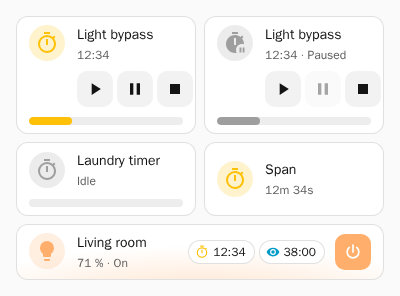 Light bypass
12:34
Light bypass
12:34 · Paused
Laundry timer
Idle
Span
12m 34s
Living room
71 % · On
12:34
38:00